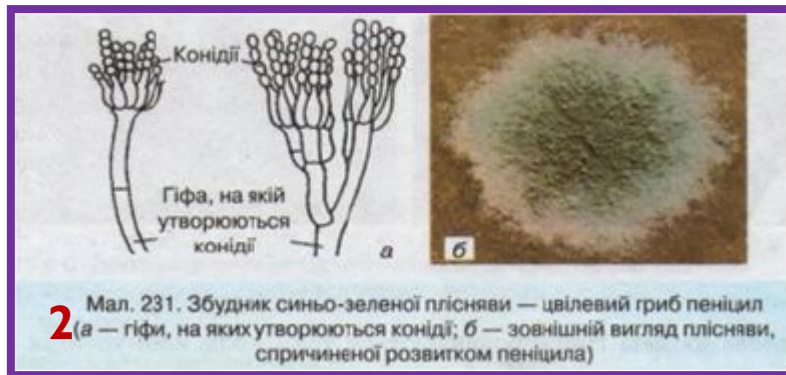 Конідії
Гіфа, на якій
утворюються
конідії
а
б
2
Мал. 231. Збудник синьо-зеленої плісняви — цвілевий гриб пеніцил
(а — гіфи, на яких утворюються конідії; б — зовнішній вигляд плісняви,
спричиненої розвитком пеніцила)